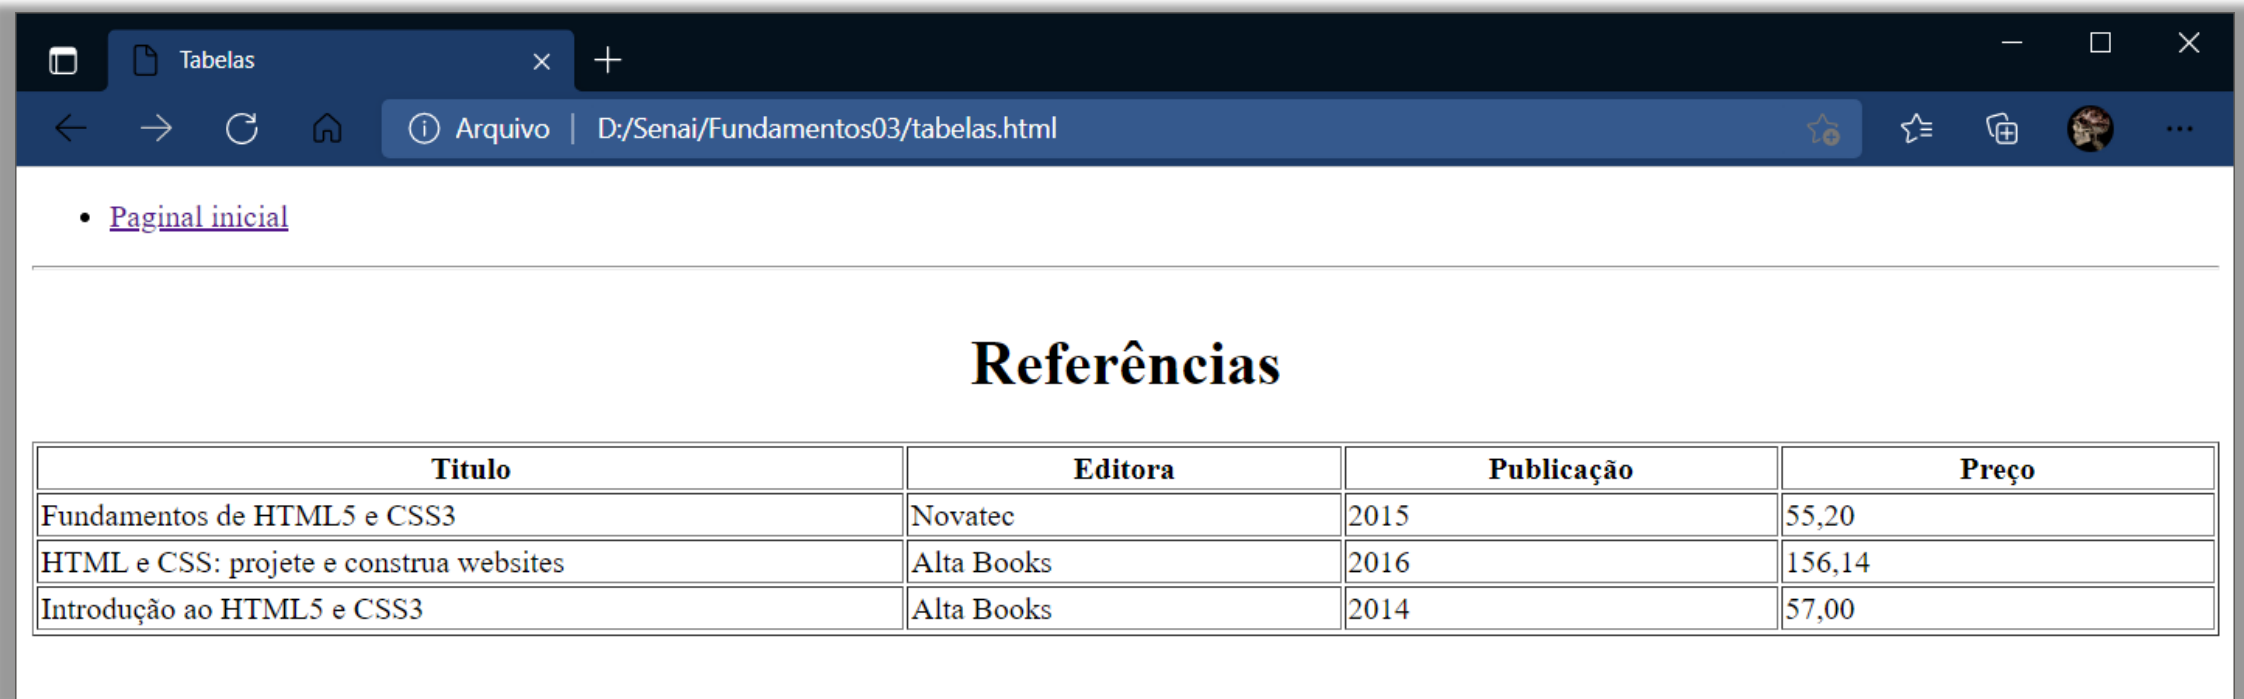 Tabelas
Arquivo | D:/Senai/Fundamentos03/tabelas.html
Paginal inicial
Referências
Titulo Editora Publicação Preço
Fundamentos de HTML5 e CSS3 Novatec 2015 55,20
HTML e CSS: projete e construa websites Alta Books 2016 156,14
Introdução ao HTML5 e CSS3 Alta Books 2014 57,00